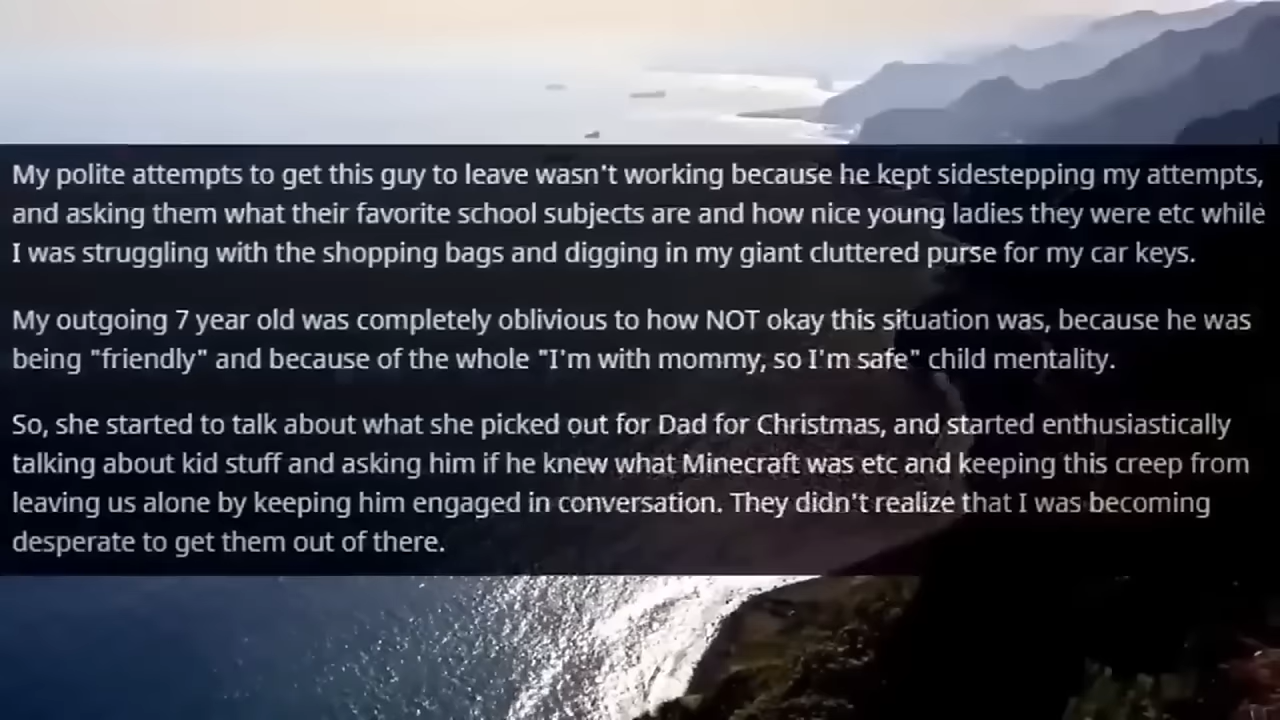 My polite attempts to get this guy to leave wasn't working because he kept sidestepping my attempts,
and asking them what their favorite school subjects are and how nice young ladies they were etc while
I was struggling with the shopping bags and digging in my giant cluttered purse for my car keys.
My outgoing 7 year old was completely oblivious to how NOT okay this situation was, because he was
being "friendly" and because of the whole "I'm with mommy, so I'm safe" child mentality.
So, she started to talk about what she picked out for Dad for Christmas, and started enthusiastically
talking about kid stuff and asking him if he knew what Minecraft was etc and keeping this creep from
leaving us alone by keeping him engaged in conversation. They didn't realize that I was becoming
desperate to get them out of there.